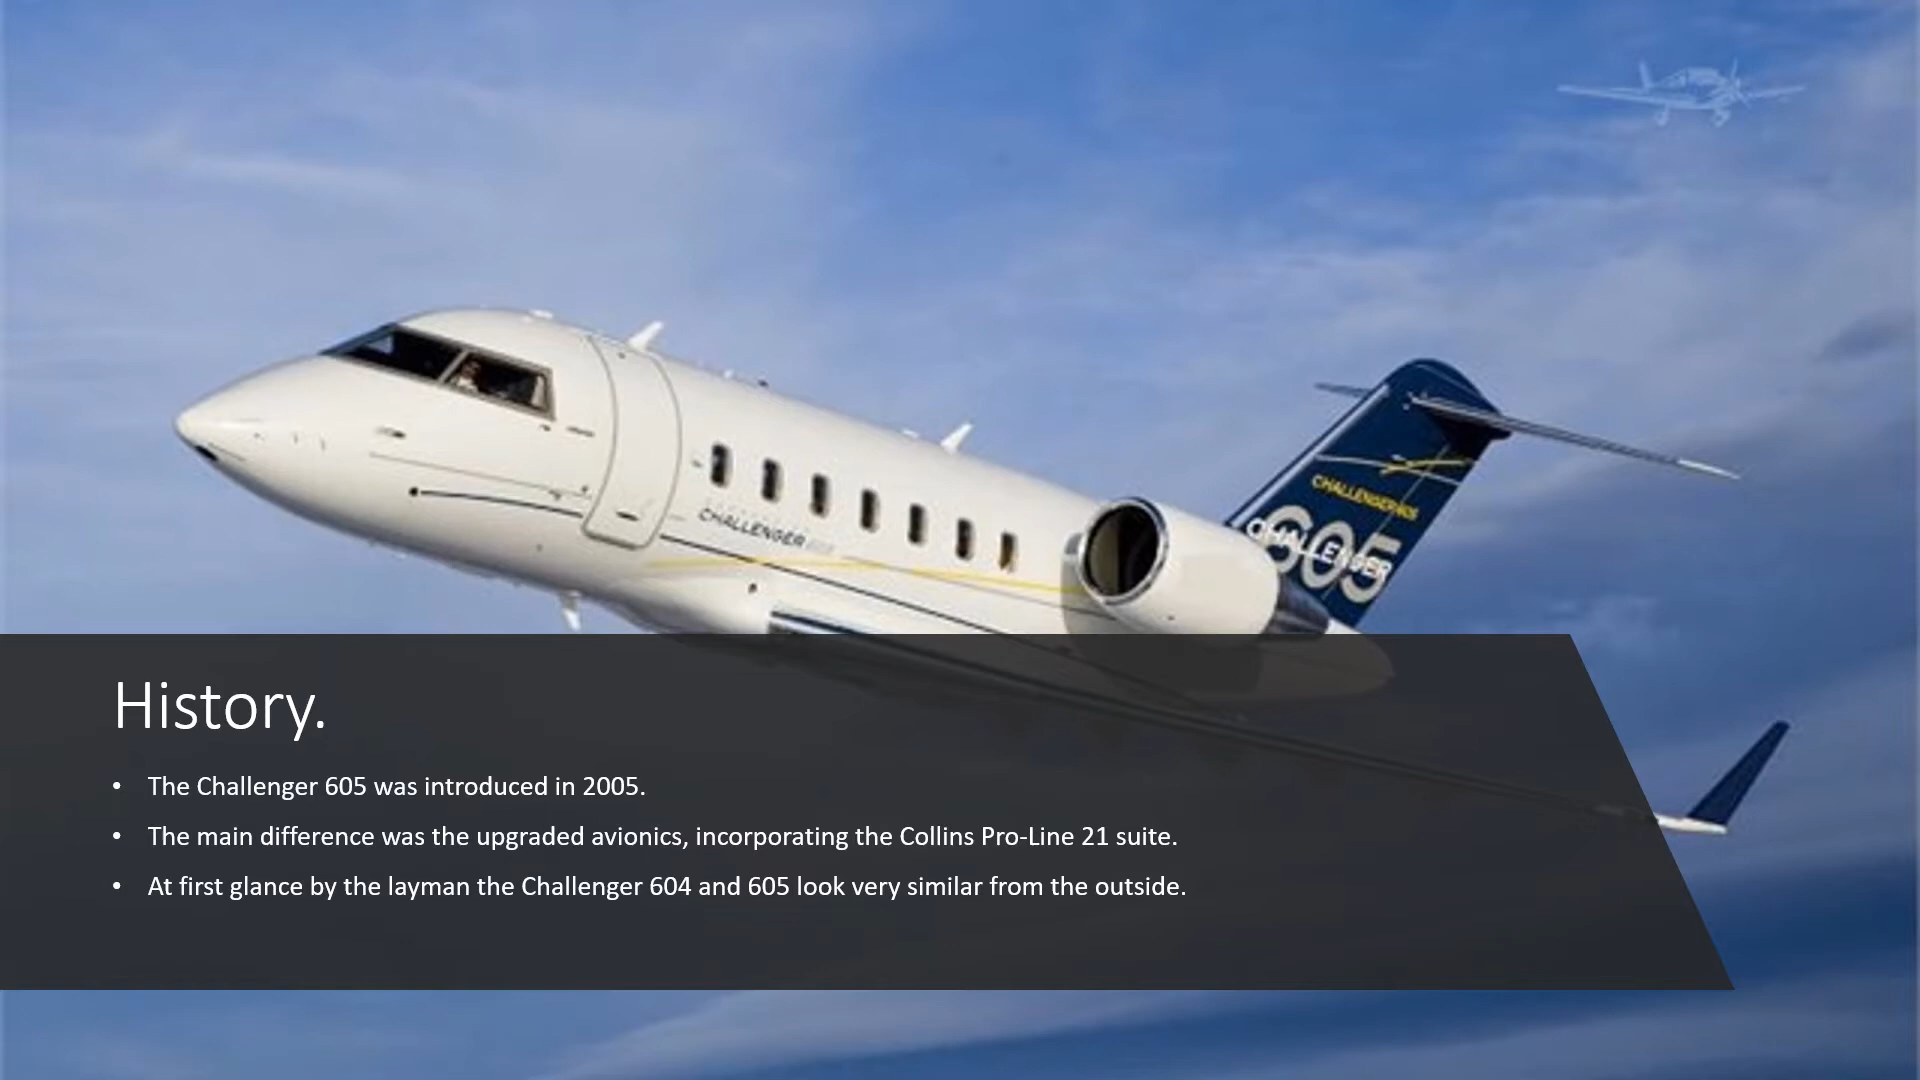 CHALLENGER605
605
CHALLENGER
CHALLENGER
History.
• The Challenger 605 was introduced in 2005.
• The main difference was the upgraded avionics, incorporating the Collins Pro-Line 21 suite.
• At first glance by the layman the Challenger 604 and 605 look very similar from the outside.